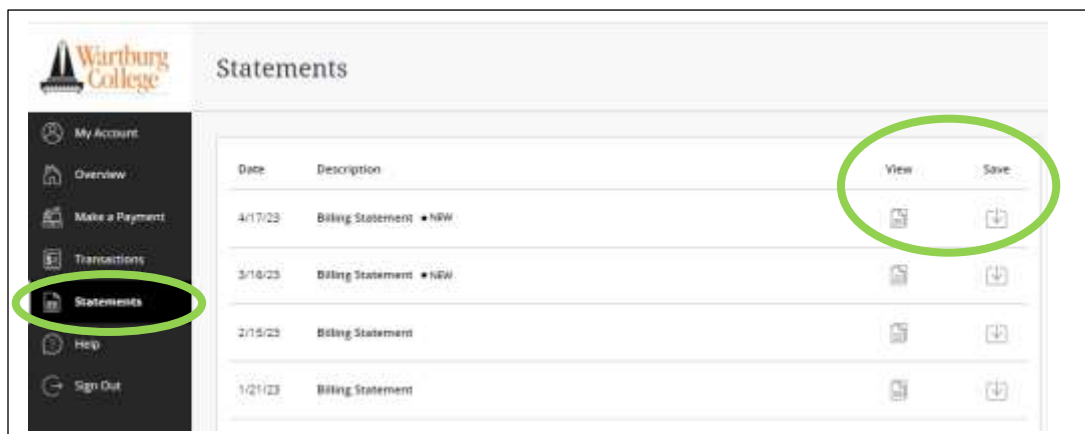 Wartburg
College
Statements
My Account
Overview
Make a Payment
Transactions
Statements
Help
Sign Out
Date Description View Save
4/17/23 Billing Statement • NEW
3/16/23 Billing Statement • NEW
2/15/23 Billing Statement
1/21/23 Billing Statement